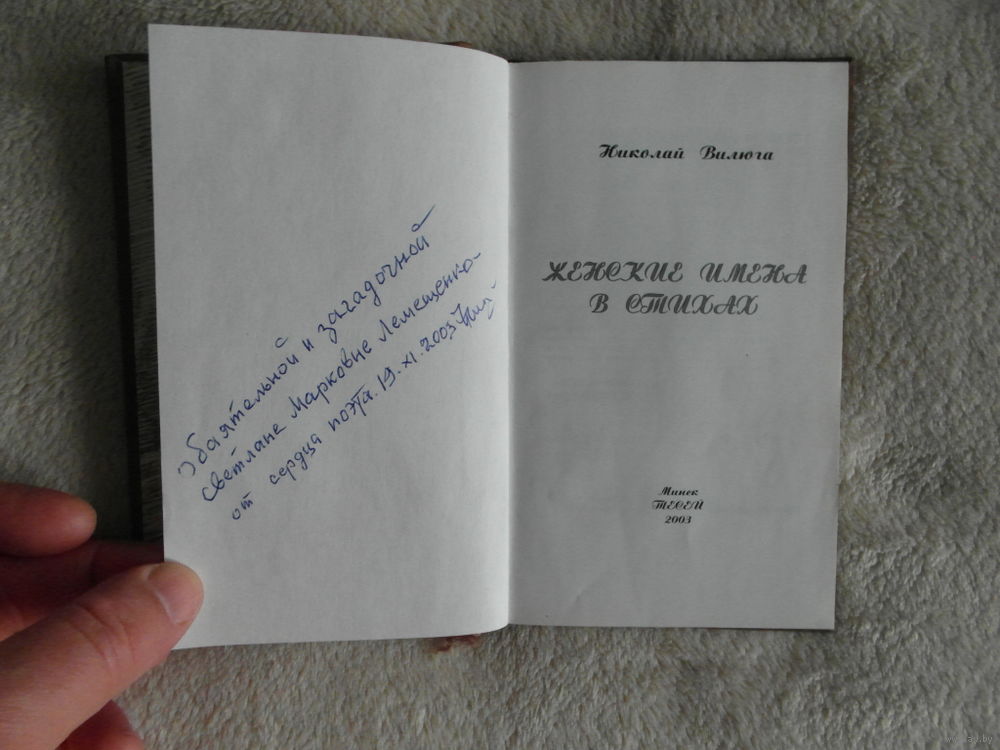 Обаятельной и загадочной
Светлане Марковне Лемешенко-
от сердца поэта. 19.XI.2003
Николай Вилюга
ЖЕНСКИЕ ИМЕНА
В СТИХАХ
Минск
ТЕСЕЙ
2003